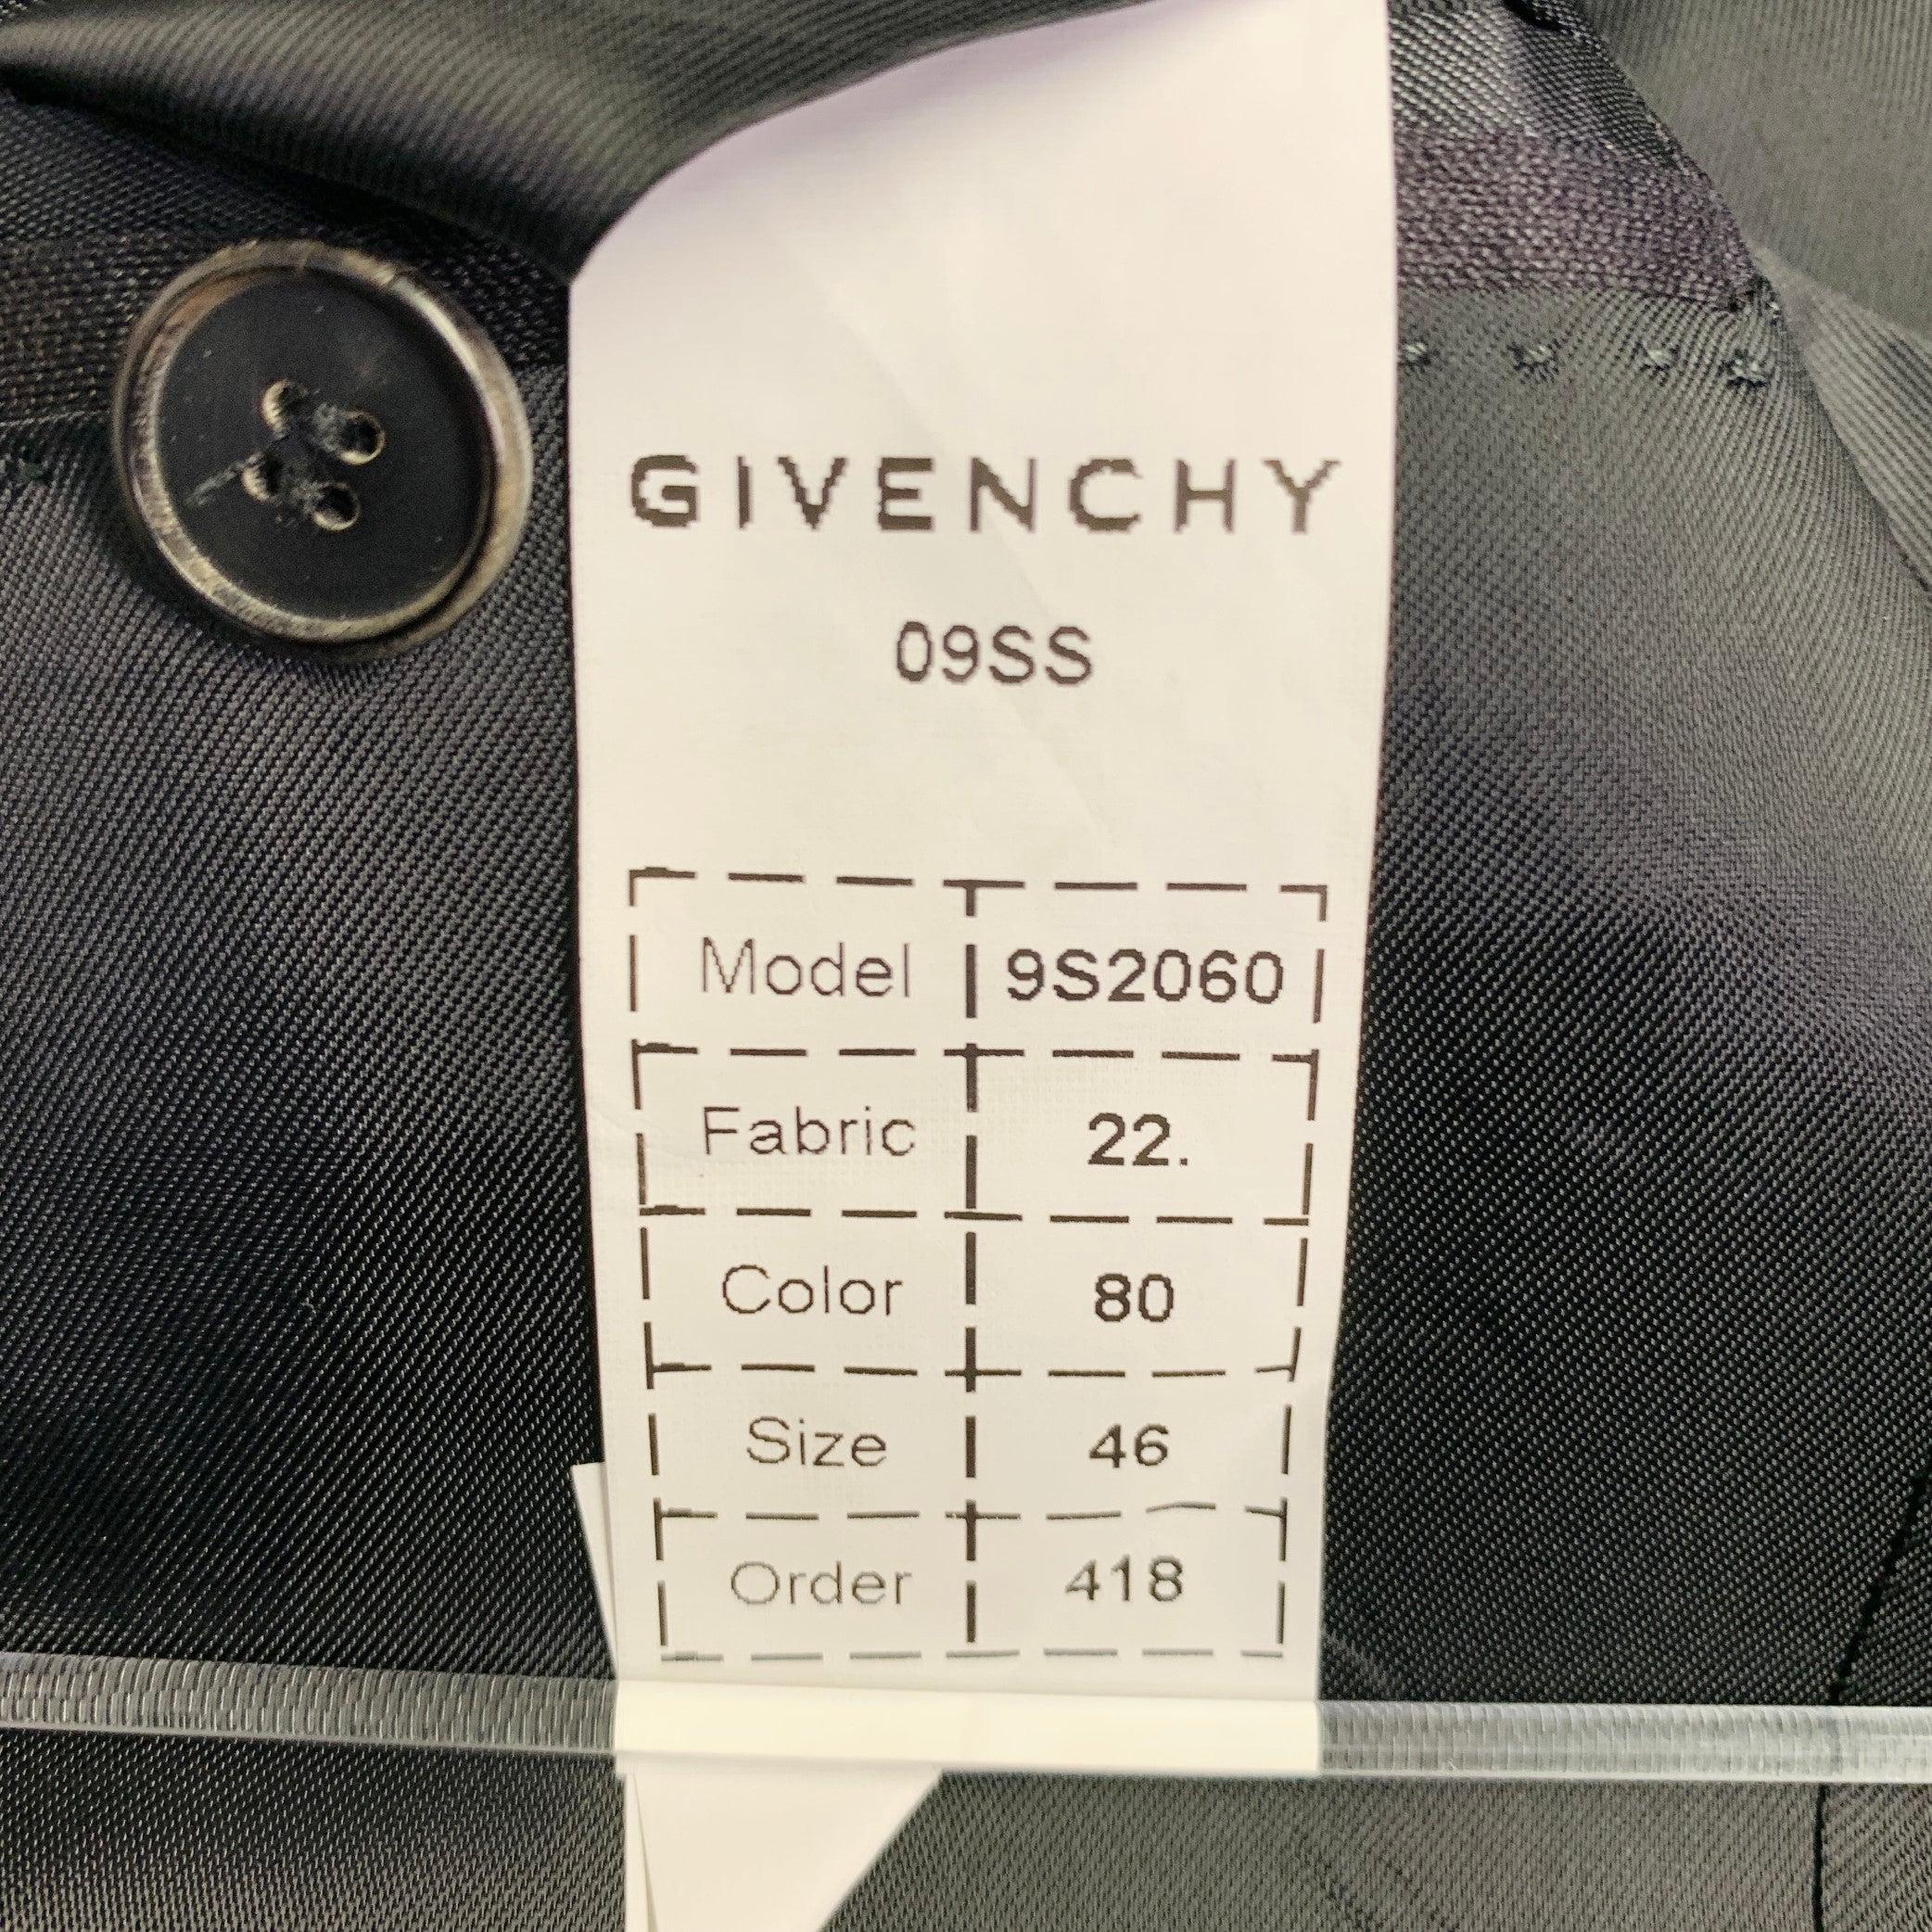 GIVENCHY
09SS
Model 9S2060
Fabric 22.
Color 80
Size 46
Order 418